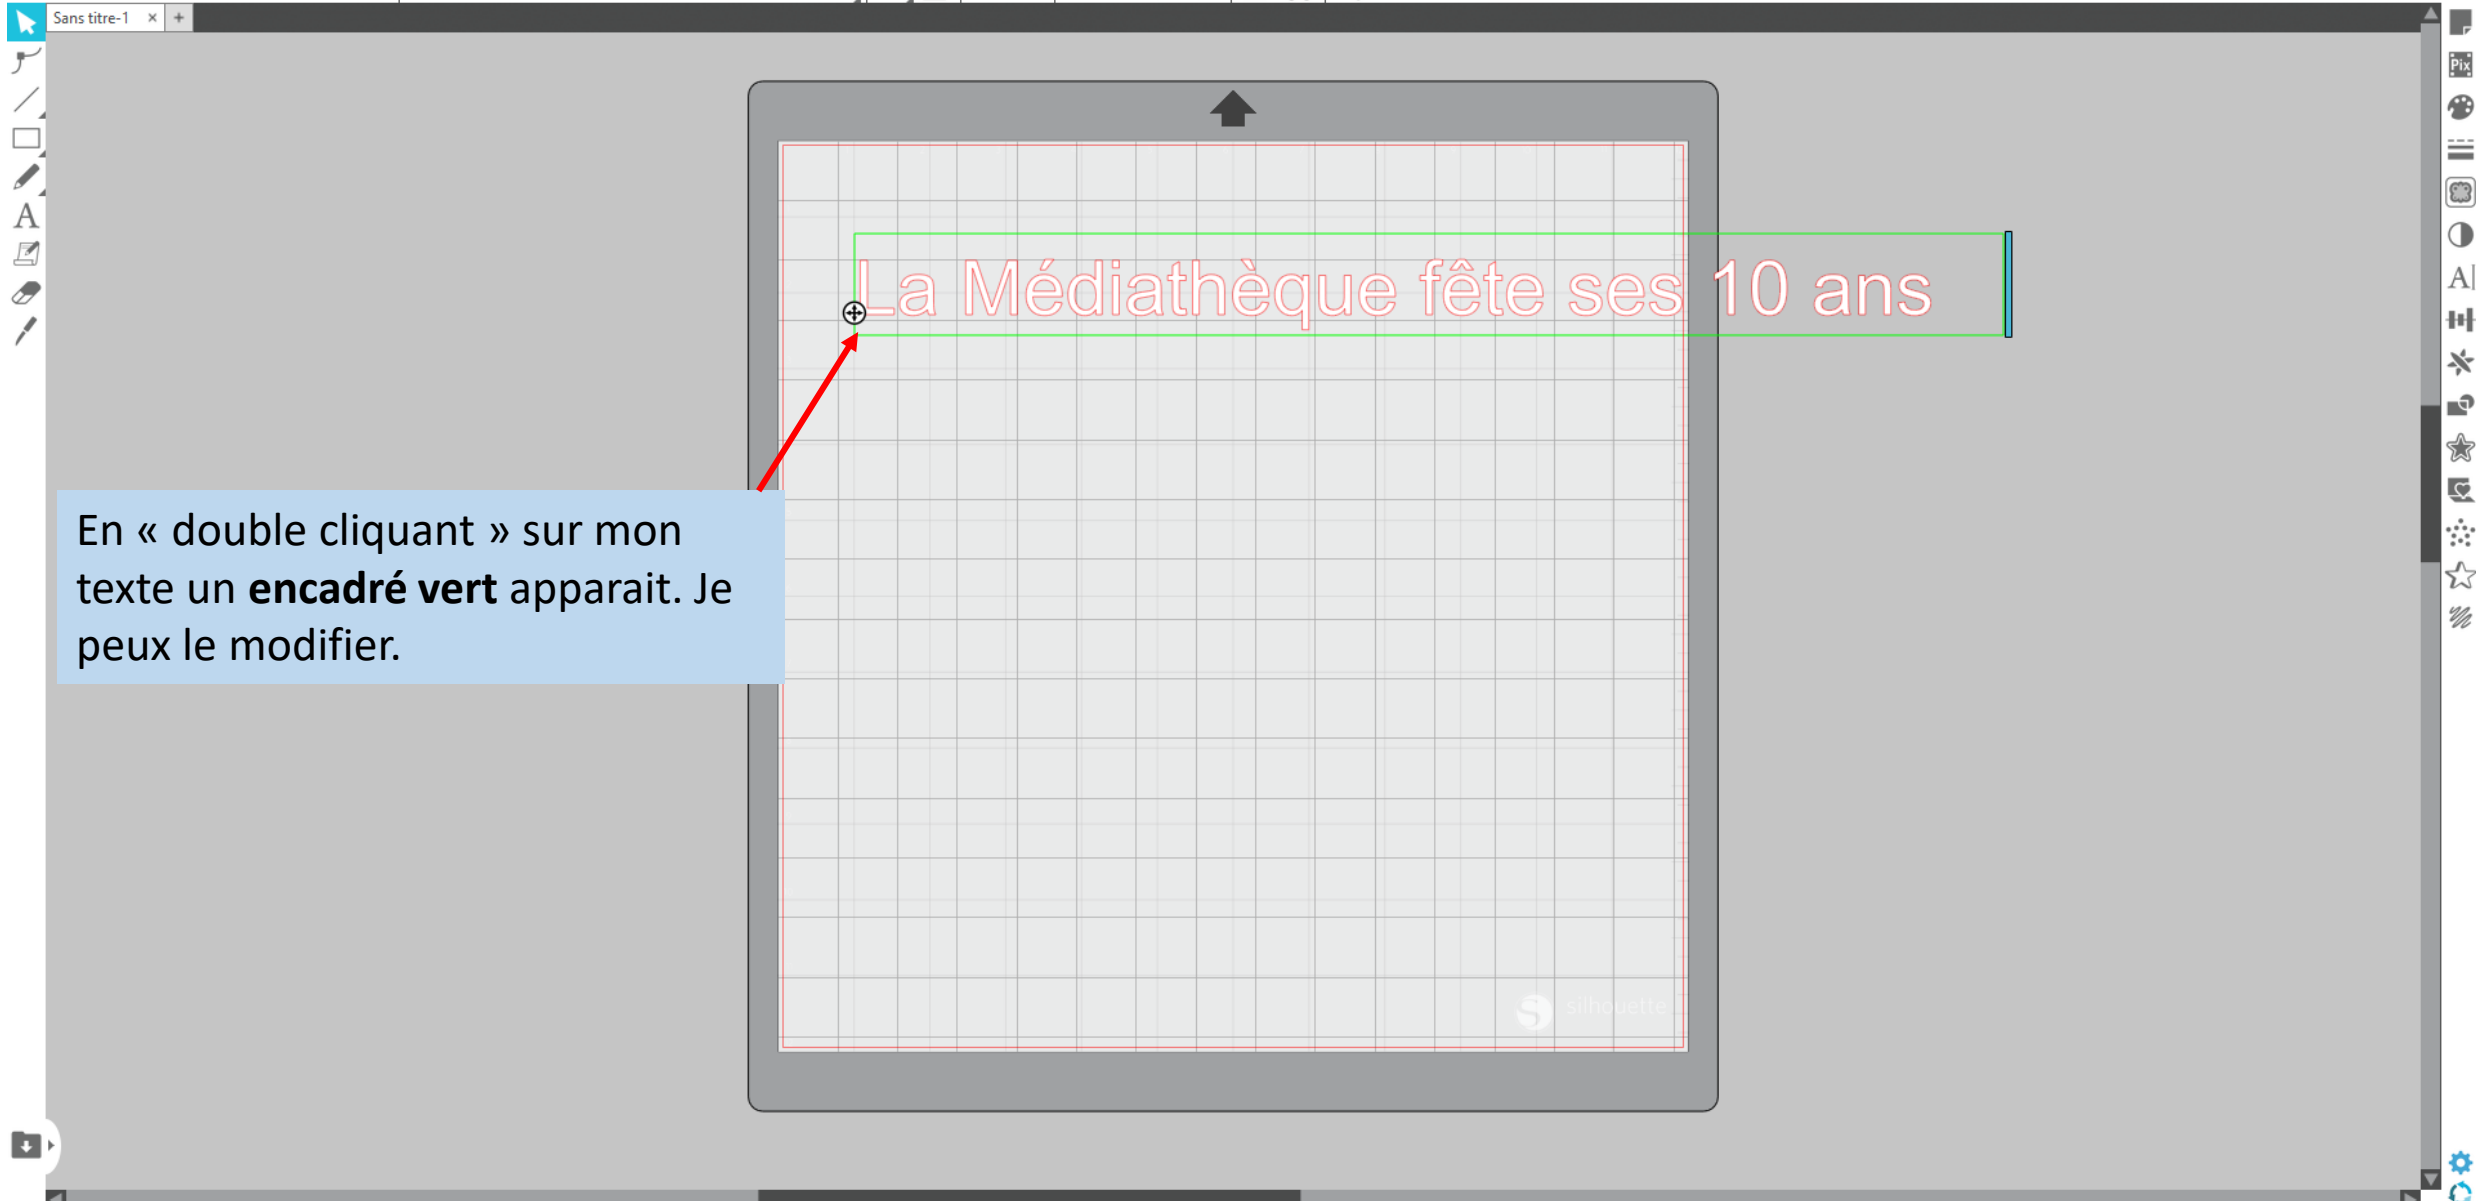 Sans titre-1
Pix
A
A
La Médiathèque fête ses 10 ans
En « double cliquant » sur mon
texte un encadré vert apparait. Je
peux le modifier.
silhouette